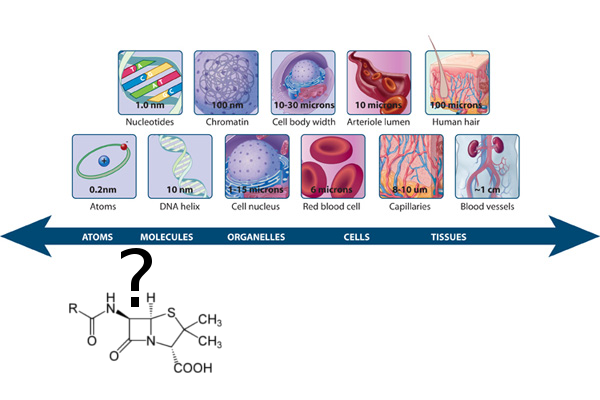 1.0 nm
100 nm
10-30 microns
10 microns
100 microns
Nucleotides
Chromatin
Cell body width
Arteriole lumen
Human hair
0.2nm
10 nm
1-15 microns
6 microns
8-10 um
~1 cm
Atoms
DNA helix
Cell nucleus
Red blood cell
Capillaries
Blood vessels
ATOMS
MOLECULES
ORGANELLES
CELLS
TISSUES
?
H
H
R
N
S
CH₃
O
N
CH₃
O
COOH